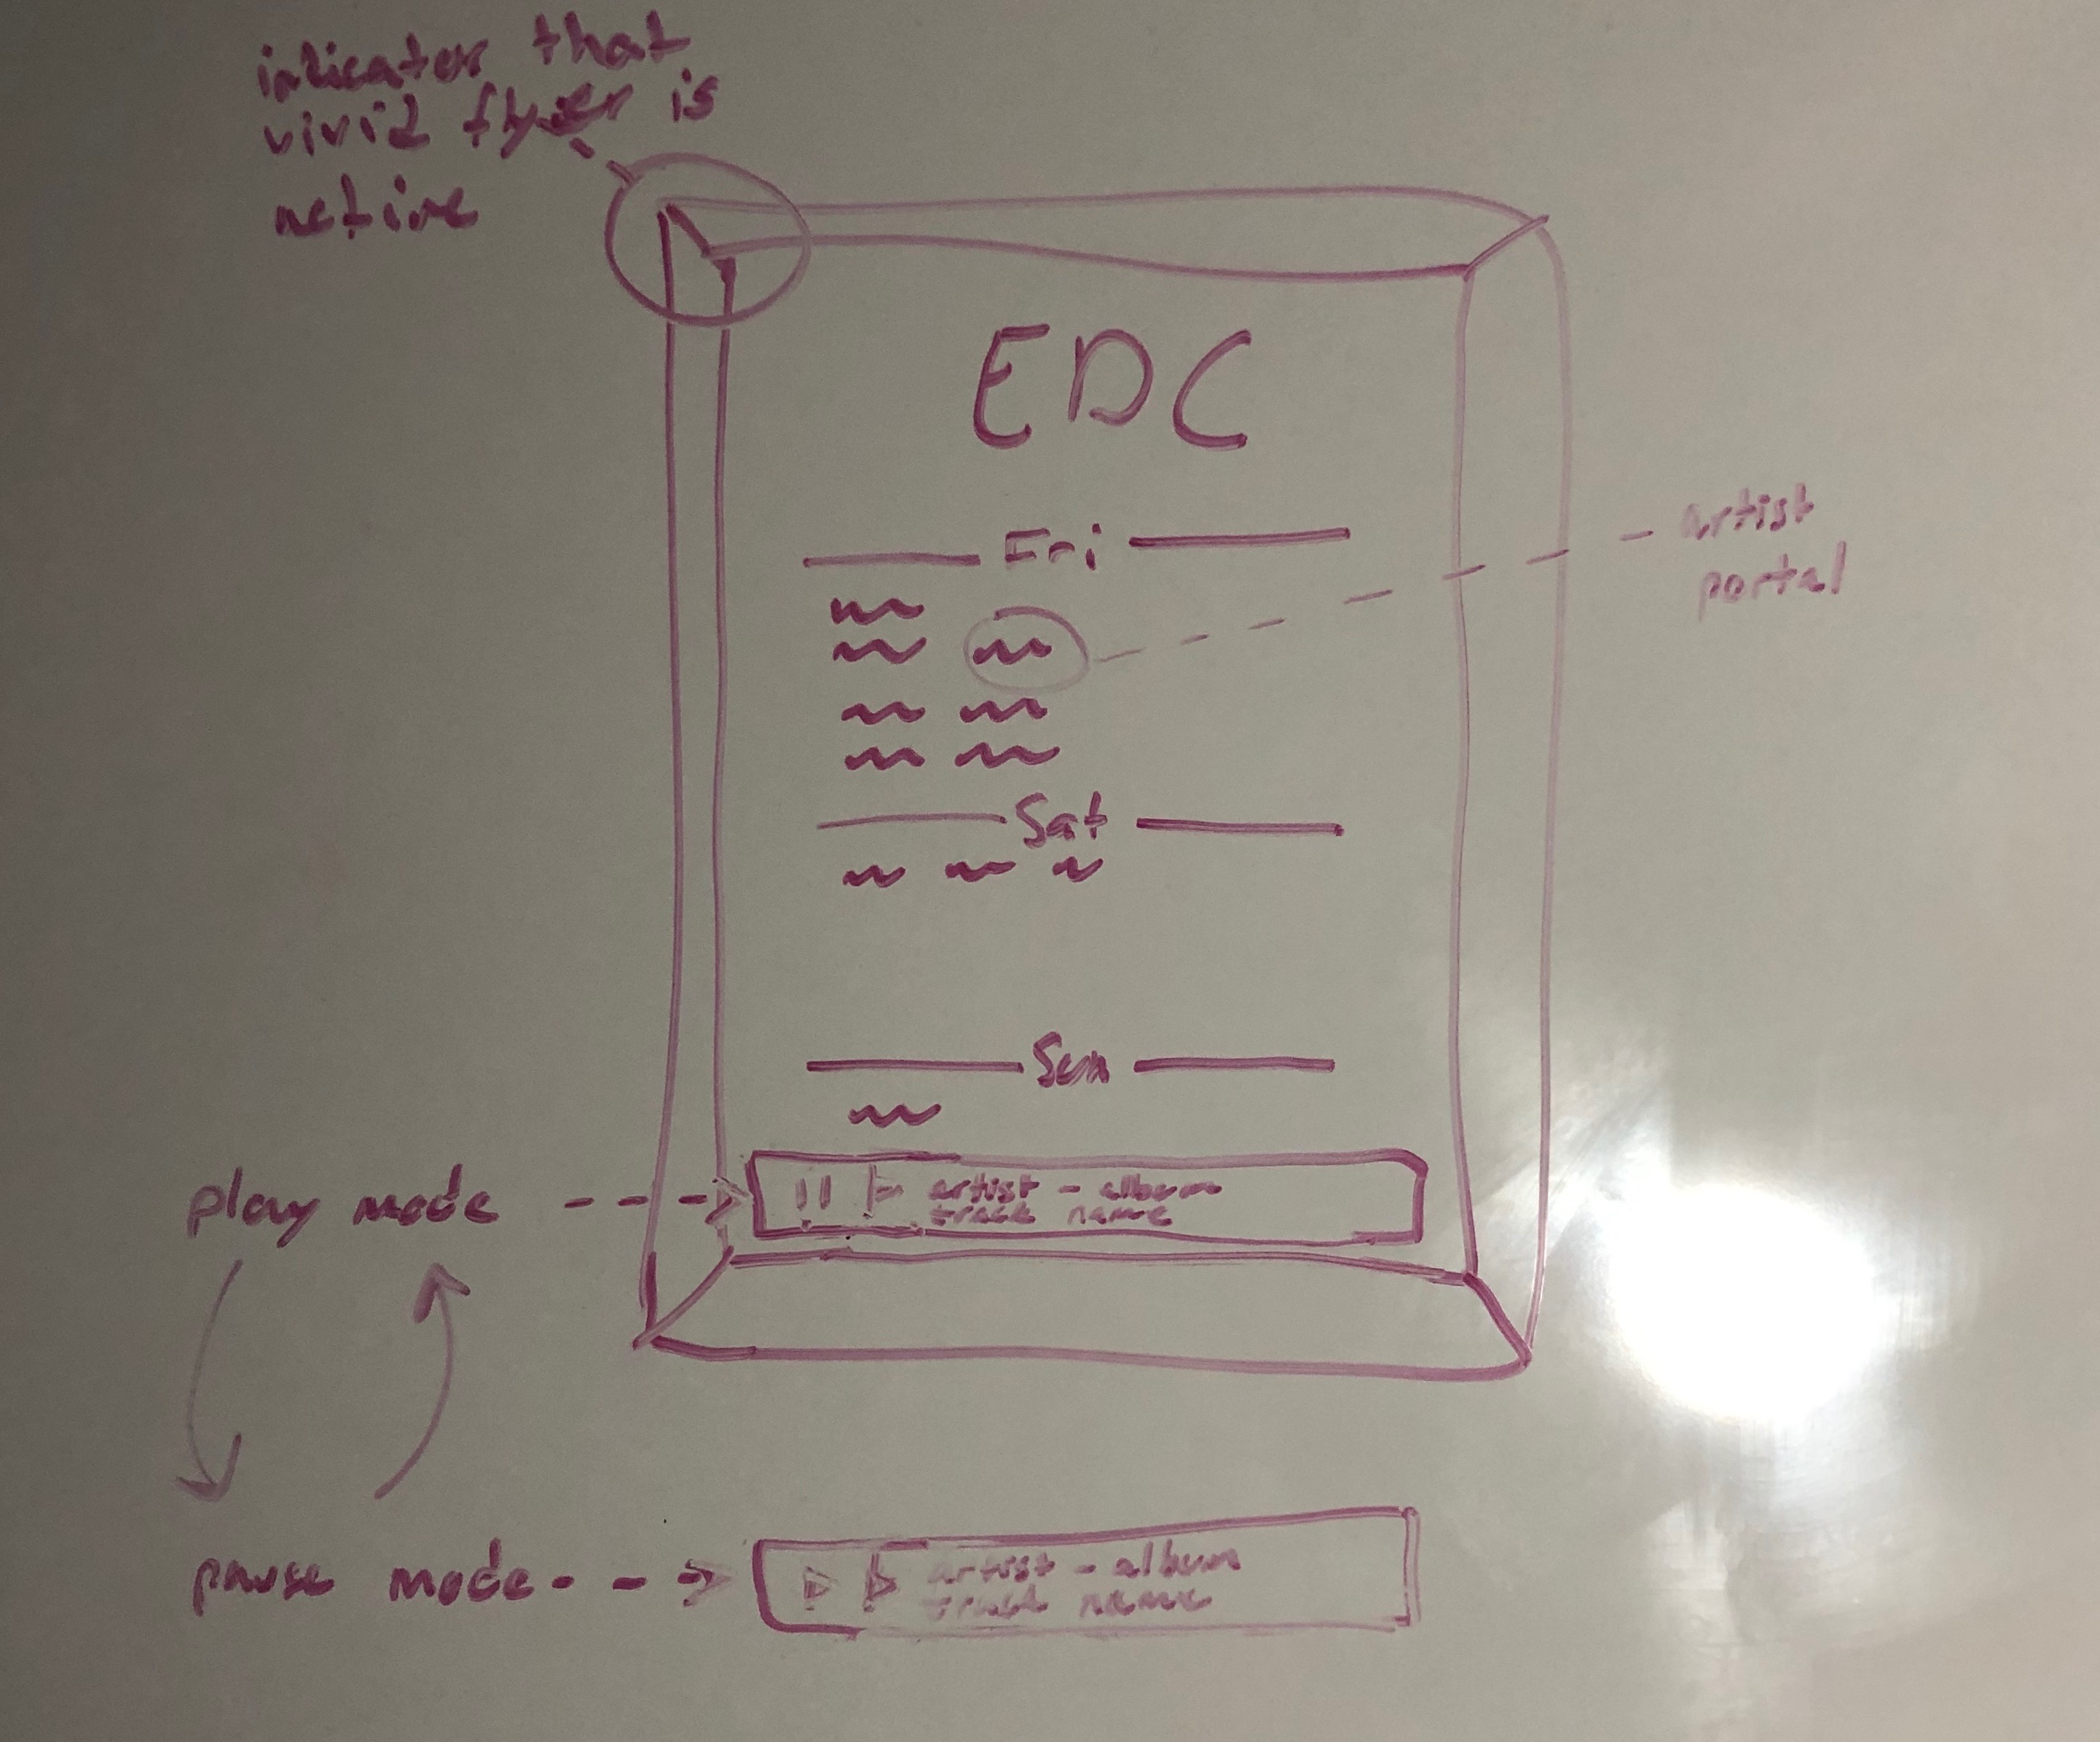 indicator that
vivid flyer is
active
EDC
Fri
artist
portal
Sat
Sun
play mode
artist - album
track name
pause mode
artist - album
track name